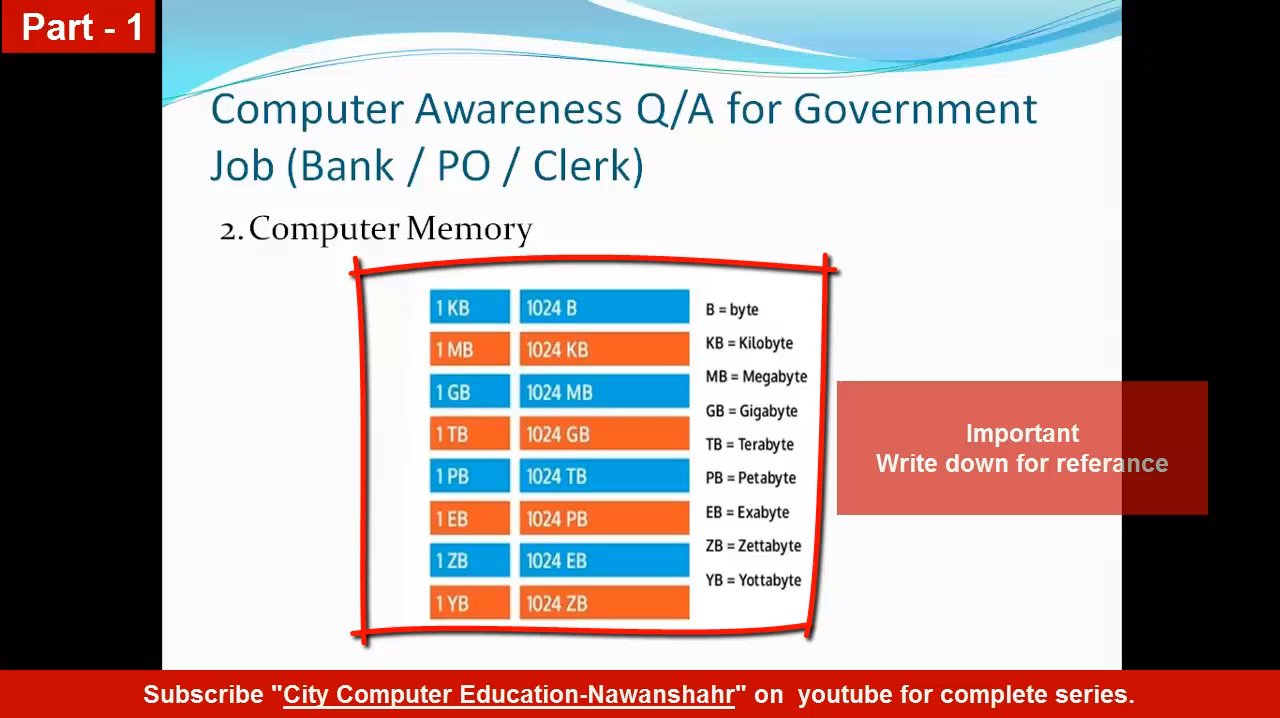 Part - 1
Computer Awareness Q/A for Government
Job (Bank / PO / Clerk)
2. Computer Memory
1 KB 1024 B
1 MB 1024 KB
1 GB 1024 MB
1 TB 1024 GB
1 PB 1024 TB
1 EB 1024 PB
1 ZB 1024 EB
1 YB 1024 ZB
B = byte
KB = Kilobyte
MB = Megabyte
GB = Gigabyte
TB = Terabyte
PB = Petabyte
EB = Exabyte
ZB = Zettabyte
YB = Yottabyte
Important
Write down for referance
Subscribe "City Computer Education-Nawanshahr" on youtube for complete series.